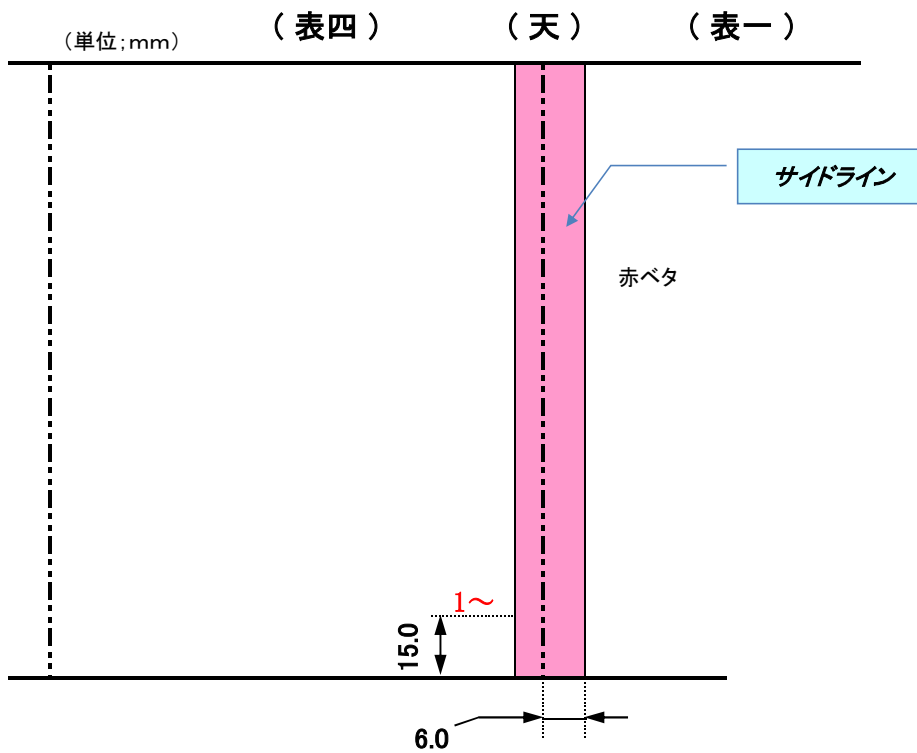 （単位；mm）
（ 表四 ）
（ 天 ）
（ 表一 ）
サイドライン
赤ベタ
1～
15.0
6.0